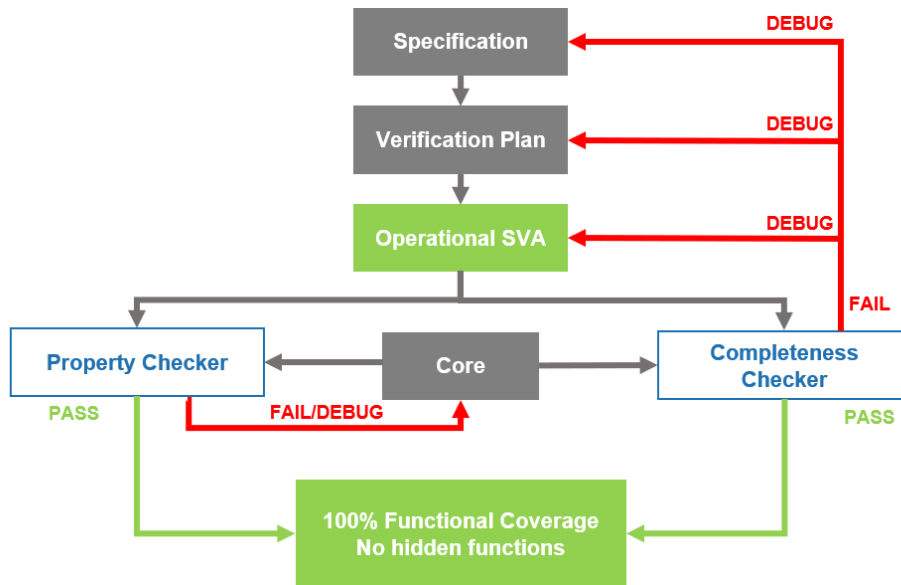 DEBUG
Specification
DEBUG
Verification Plan
DEBUG
Operational SVA
FAIL
Property Checker
Core
Completeness
Checker
PASS
FAIL/DEBUG
PASS
100% Functional Coverage
No hidden functions